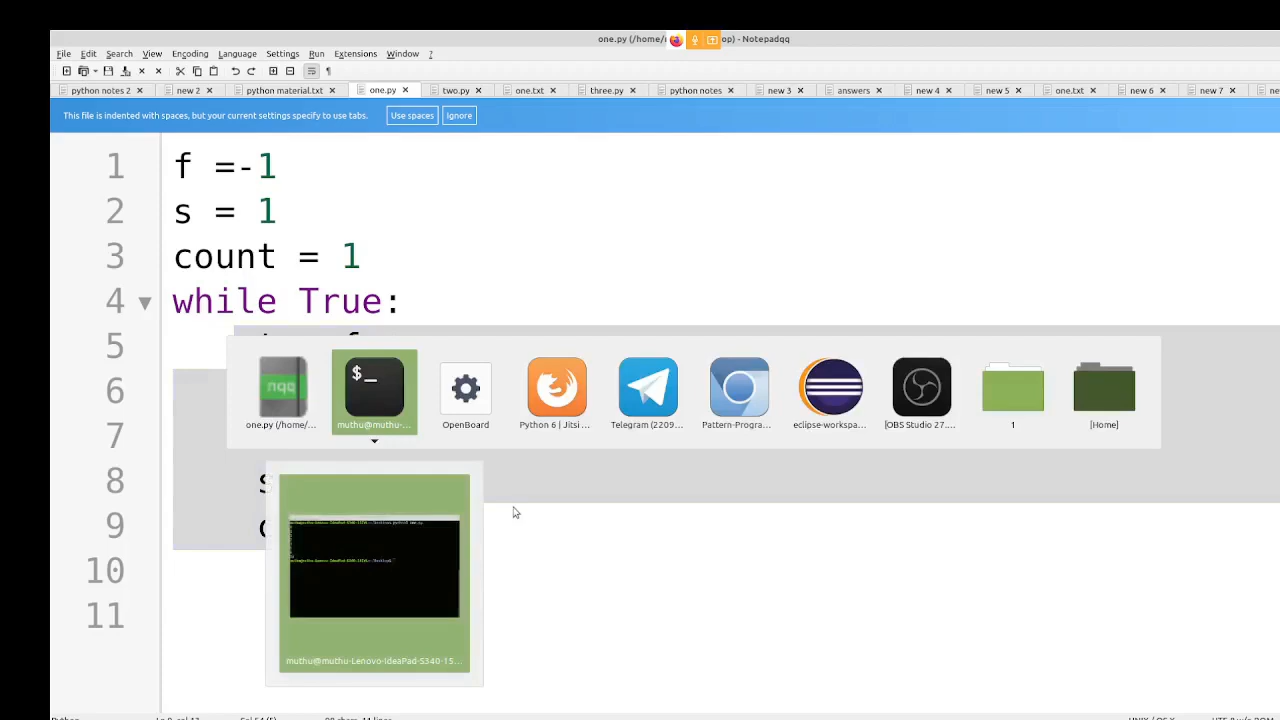 one.py (/home/ op) - Notepadqq
File Edit Search View Encoding Language Settings Run Extensions Window ?
python notes 2 new 2 python material.txt one.py two.py one.txt three.py python notes new 3 answers new 4 new 5 one.txt new 6 new 7
This file is indented with spaces, but your current settings specify to use tabs. Use spaces Ignore
1 f =-1
2 s = 1
3 count = 1
4 while True:
5
6
7
8 s
9
10
11
nqq
$_
one.py (/home/... muthu@muthu-... OpenBoard Python 6 | Jitsi ... Telegram (2209... Pattern-Progra... eclipse-workspa... [OBS Studio 27.... 1 [Home]
muthu@muthu-Lenovo-IdeaPad-S340-15...